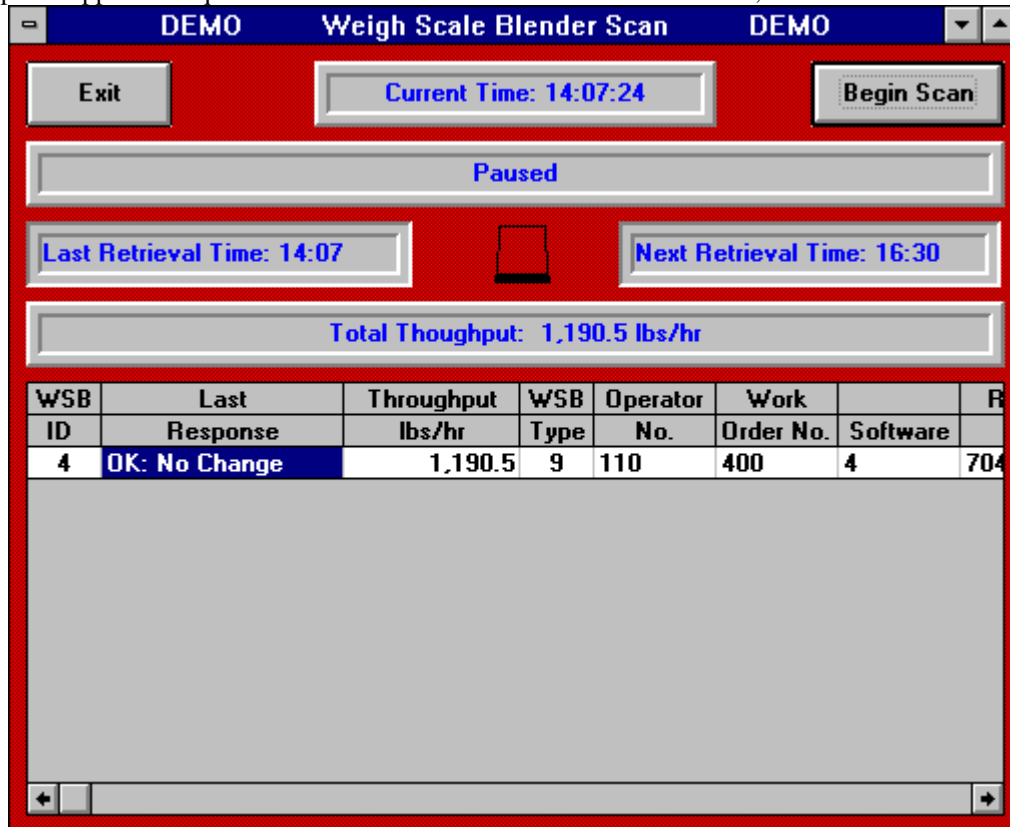 DEMO Weigh Scale Blender Scan DEMO
Exit
Current Time: 14:07:24
Begin Scan
Paused
Last Retrieval Time: 14:07
Next Retrieval Time: 16:30
Total Thoughput: 1,190.5 lbs/hr
WSB Last Throughput WSB Operator Work R
ID Response lbs/hr Type No. Order No. Software
4 OK: No Change 1,190.5 9 110 400 4 704